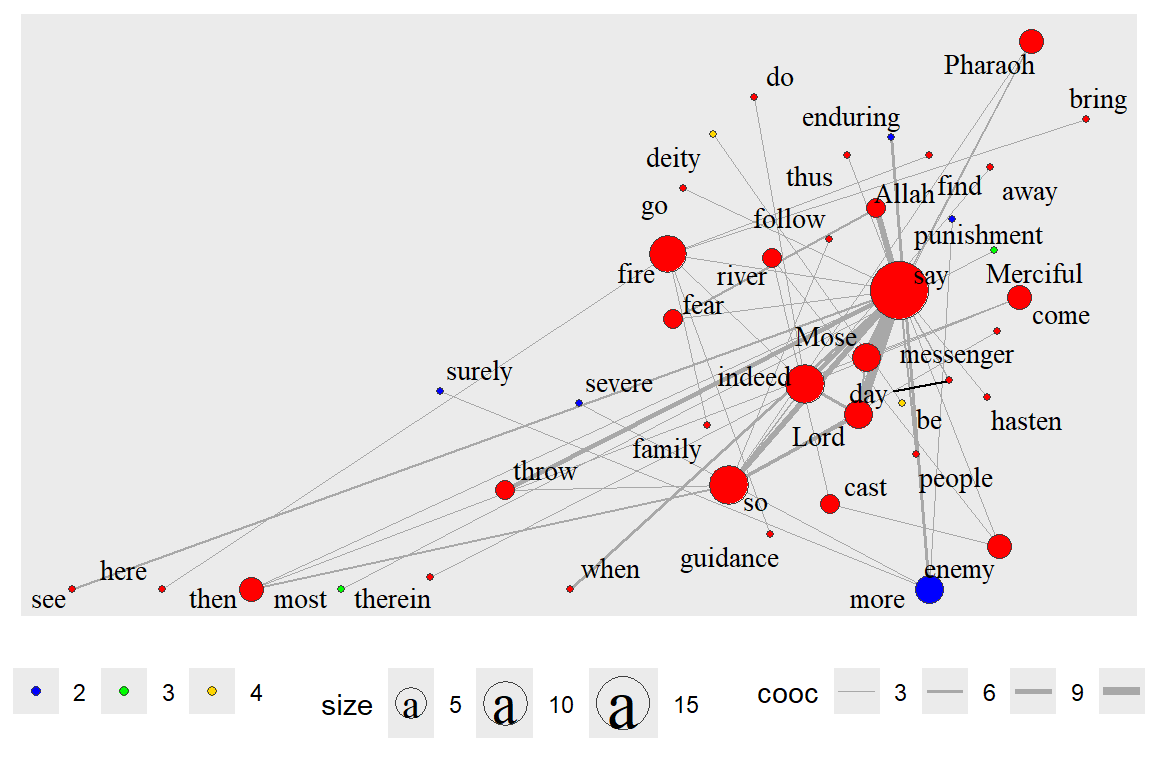 Pharaoh
do
bring
enduring
deity
thus
Allah
find
away
go
follow
punishment
fire
river
say
Merciful
fear
come
Mose
messenger
surely
severe
indeed
day
hasten
be
Lord
family
throw
people
so
cast
guidance
here
when
enemy
see
then
most
therein
more
2 3 4 size a 5 a 10 a 15 cooc 3 6 9